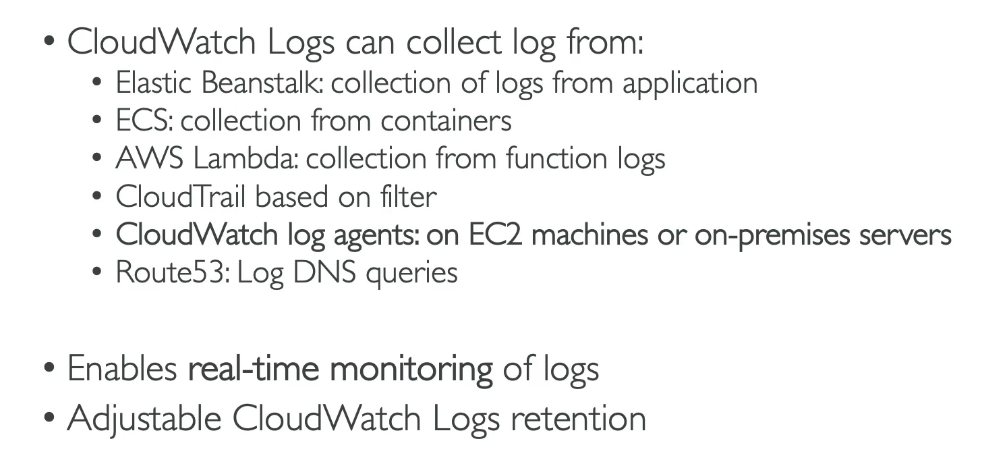 • CloudWatch Logs can collect log from:
• Elastic Beanstalk: collection of logs from application
• ECS: collection from containers
• AWS Lambda: collection from function logs
• CloudTrail based on filter
• CloudWatch log agents: on EC2 machines or on-premises servers
• Route53: Log DNS queries
• Enables real-time monitoring of logs
• Adjustable CloudWatch Logs retention